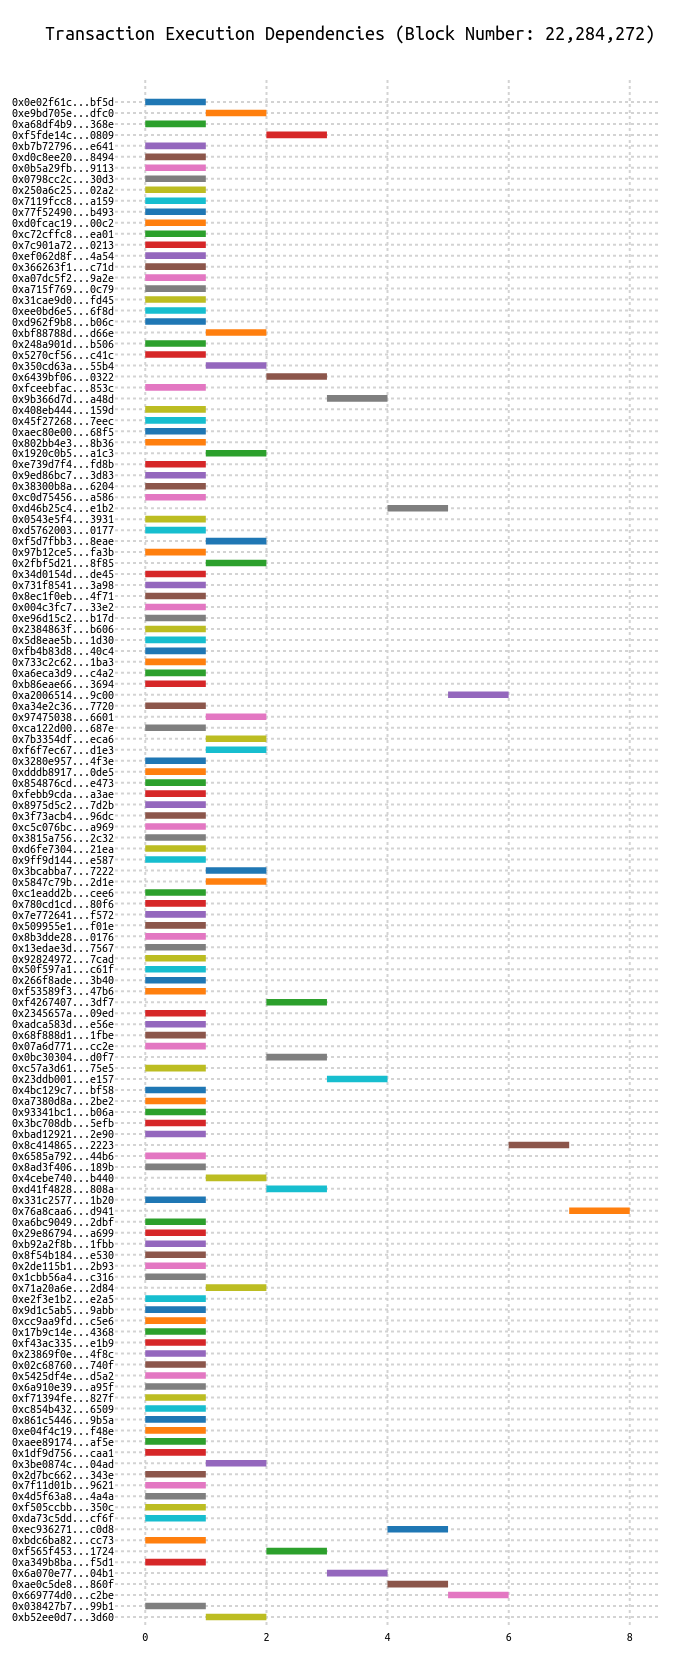 Transaction Execution Dependencies (Block Number: 22,284,272)
0x0e02f61c...bf5d
0xe9bd705e...dfc0
0xa68df4b9...368e
0xf5fde14c...0809
0xb7b72796...e641
0xd0c8ee20...8494
0x0b5a29fb...9113
0x0798cc2c...30d3
0x250a6c25...02a2
0x7119fcc8...a159
0x77f52490...b493
0xd0fcac19...00c2
0xc72cffc8...ea01
0x7c901a72...0213
0xef062d8f...4a54
0x366263f1...c71d
0xa07dc5f2...9a2e
0xa715f769...0c79
0x31cae9d0...fd45
0xee0bd6e5...6f8d
0xd962f9b8...b06c
0xbf88788d...d66e
0x248a901d...b506
0x5270cf56...c41c
0x350cd63a...55b4
0x6439bf06...0322
0xfceebfac...853c
0x9b366d7d...a48d
0x408eb444...159d
0x45f27268...7eec
0xaec80e00...68f5
0x802bb4e3...8b36
0x1920c0b5...a1c3
0xe739d7f4...fd8b
0x9ed86bc7...3d83
0x38300b8a...6204
0xc0d75456...a586
0xd46b25c4...e1b2
0x0543e5f4...3931
0xd5762003...0177
0xf5d7fbb3...8eae
0x97b12ce5...fa3b
0x2fbf5d21...8f85
0x34d0154d...de45
0x731f8541...3a98
0x8ec1f0eb...4f71
0x004c3fc7...33e2
0xe96d15c2...b17d
0x2384863f...b606
0x5d8eae5b...1d30
0xfb4b83d8...40c4
0x733c2c62...1ba3
0xa6eca3d9...c4a2
0xb86eae66...3694
0xa2006514...9c00
0xa34e2c36...7720
0x97475038...6601
0xca122d00...687e
0x7b3354df...eca6
0xf6f7ec67...d1e3
0x3280e957...4f3e
0xdddb8917...0de5
0x854876cd...e473
0xfebb9cda...a3ae
0x8975d5c2...7d2b
0x3f73acb4...96dc
0xc5c076bc...a969
0x3815a756...2c32
0xd6fe7304...21ea
0x9ff9d144...e587
0x3bcabba7...7222
0x5847c79b...2d1e
0xc1eadd2b...cee6
0x780cd1cd...80f6
0x7e772641...f572
0x509955e1...f01e
0x8b3dde28...0176
0x13edae3d...7567
0x92824972...7cad
0x50f597a1...c61f
0x266f8ade...3b40
0xf53589f3...47b6
0xf4267407...3df7
0x2345657a...09ed
0xadca583d...e56e
0x68f888d1...1fbe
0x07a6d771...cc2e
0x0bc30304...d0f7
0xc57a3d61...75e5
0x23ddb001...e157
0x4bc129c7...bf58
0xa7380d8a...2be2
0x93341bc1...b06a
0x3bc708db...5efb
0xbad12921...2e90
0x8c414865...2223
0x6585a792...44b6
0x8ad3f406...189b
0x4cebe740...b440
0xd41f4828...808a
0x331c2577...1b20
0x76a8caa6...d941
0xa6bc9049...2dbf
0x29e86794...a699
0xb92a2f8b...1fbb
0x8f54b184...e530
0x2de115b1...2b93
0x1cbb56a4...c316
0x71a20a6e...2d84
0xe2f3e1b2...e2a5
0x9d1c5ab5...9abb
0xcc9aa9fd...c5e6
0x17b9c14e...4368
0xf43ac335...e1b9
0x23869f0e...4f8c
0x02c68760...740f
0x5425df4e...d5a2
0x6a910e39...a95f
0xf71394fe...827f
0xc854b432...6509
0x861c5446...9b5a
0xe04f4c19...f48e
0xaee89174...af5e
0x1df9d756...caa1
0x3be0874c...04ad
0x2d7bc662...343e
0x7f11d01b...9621
0x4d5f63a8...4a4a
0xf505ccbb...350c
0xda73c5dd...cf6f
0xec936271...c0d8
0xbdc6ba82...cc73
0xf565f453...1724
0xa349b8ba...f5d1
0x6a070e77...04b1
0xae0c5de8...860f
0x669774d0...c2be
0x038427b7...99b1
0xb52ee0d7...3d60
0 2 4 6 8